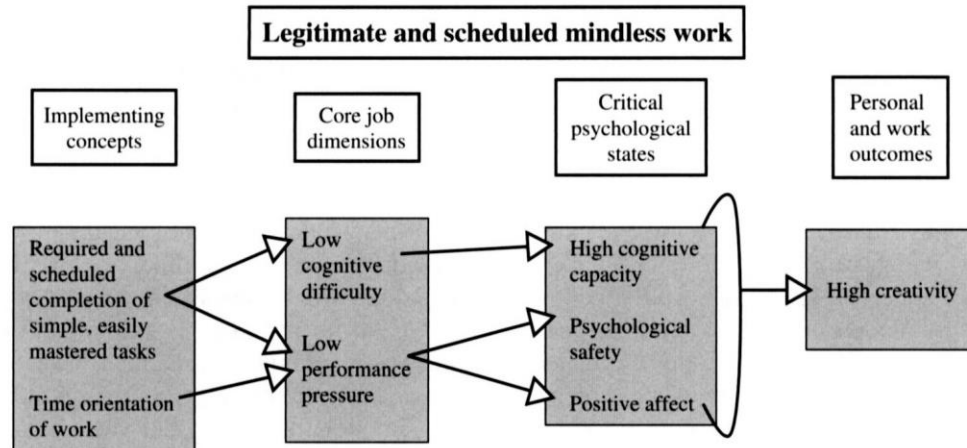 Legitimate and scheduled mindless work
Implementing
concepts
Core job
dimensions
Critical
psychological
states
Personal
and work
outcomes
Required and
scheduled
completion of
simple, easily
mastered tasks
Time orientation
of work
Low
cognitive
difficulty
Low
performance
pressure
High cognitive
capacity
Psychological
safety
Positive affect
High creativity